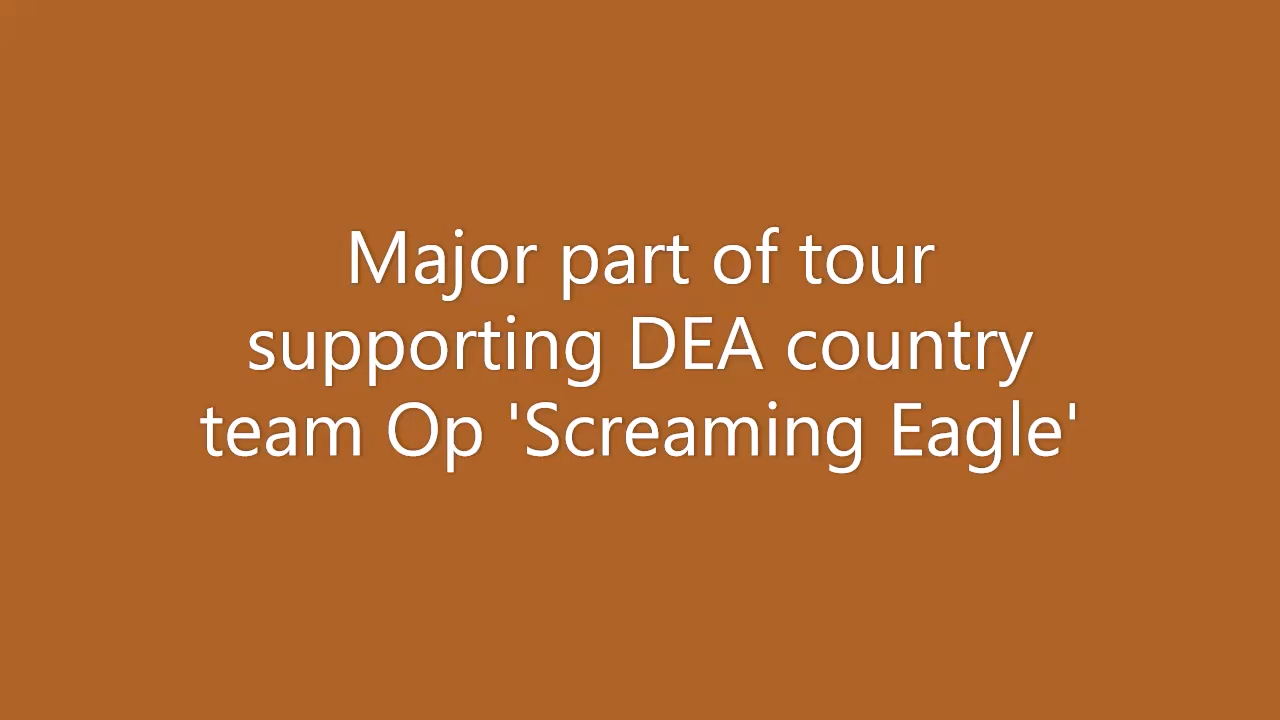 Major part of tour
supporting DEA country
team Op 'Screaming Eagle'